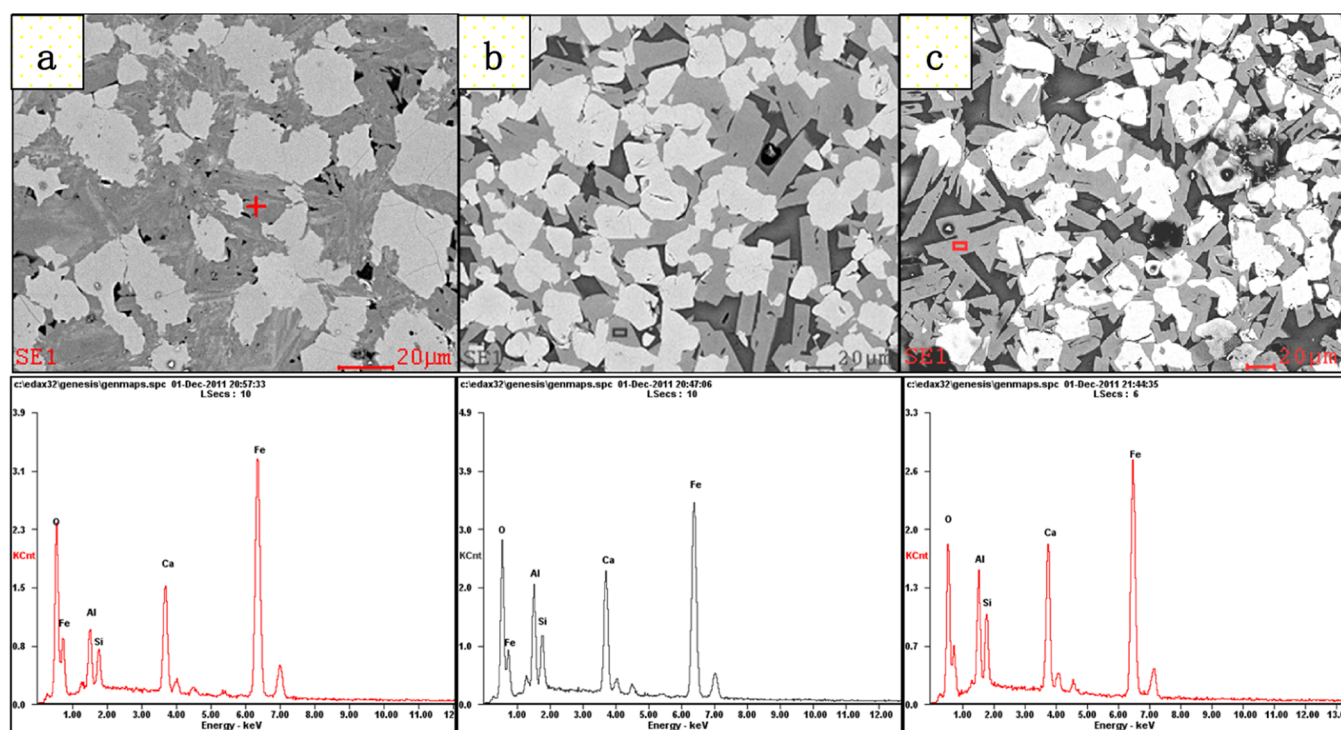 a
b
c
SE1
20µm
SE1
20µm
SE1
20µm
c:\edax32\genesis\genmaps.spc 01-Dec-2011 20:57:33
LSecs : 10
3.9
3.1
2.3
KCnt
1.5
0.8
0.0
O
Fe
Al
Si
Ca
Fe
1.00 2.00 3.00 4.00 5.00 6.00 7.00 8.00 9.00 10.00 11.00
Energy - keV
c:\edax32\genesis\genmaps.spc 01-Dec-2011 20:47:06
LSecs : 10
4.9
3.9
3.0
KCnt
2.0
1.0
0.0
O
Fe
Al
Si
Ca
Fe
1.00 2.00 3.00 4.00 5.00 6.00 7.00 8.00 9.00 10.00 11.00 12.00
Energy - keV
c:\edax32\genesis\genmaps.spc 01-Dec-2011 21:44:35
LSecs : 6
3.3
2.6
2.0
KCnt
1.3
0.7
0.0
O
Al
Si
Ca
Fe
1.00 2.00 3.00 4.00 5.00 6.00 7.00 8.00 9.00 10.00 11.00 12.00
Energy - keV